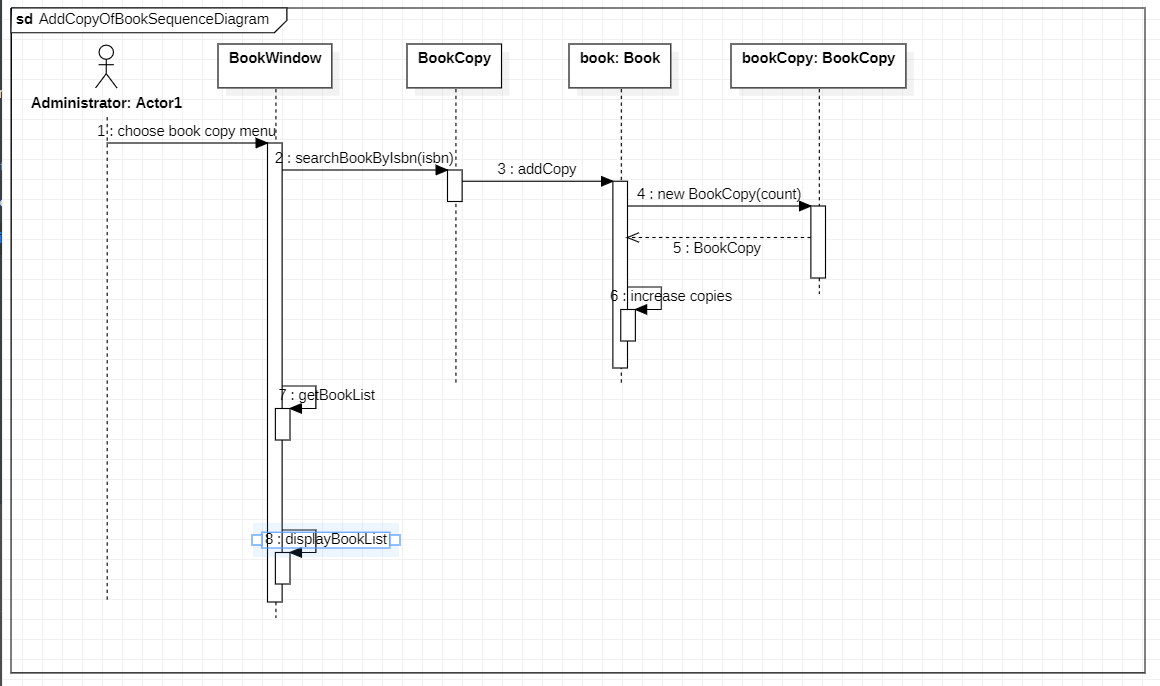 sd AddCopyOfBookSequenceDiagram
BookWindow
BookCopy
book: Book
bookCopy: BookCopy
Administrator: Actor1
1 : choose book copy menu
2 : searchBookByIsbn(isbn)
3 : addCopy
4 : new BookCopy(count)
5 : BookCopy
6 : increase copies
7 : getBookList
8 : displayBookList